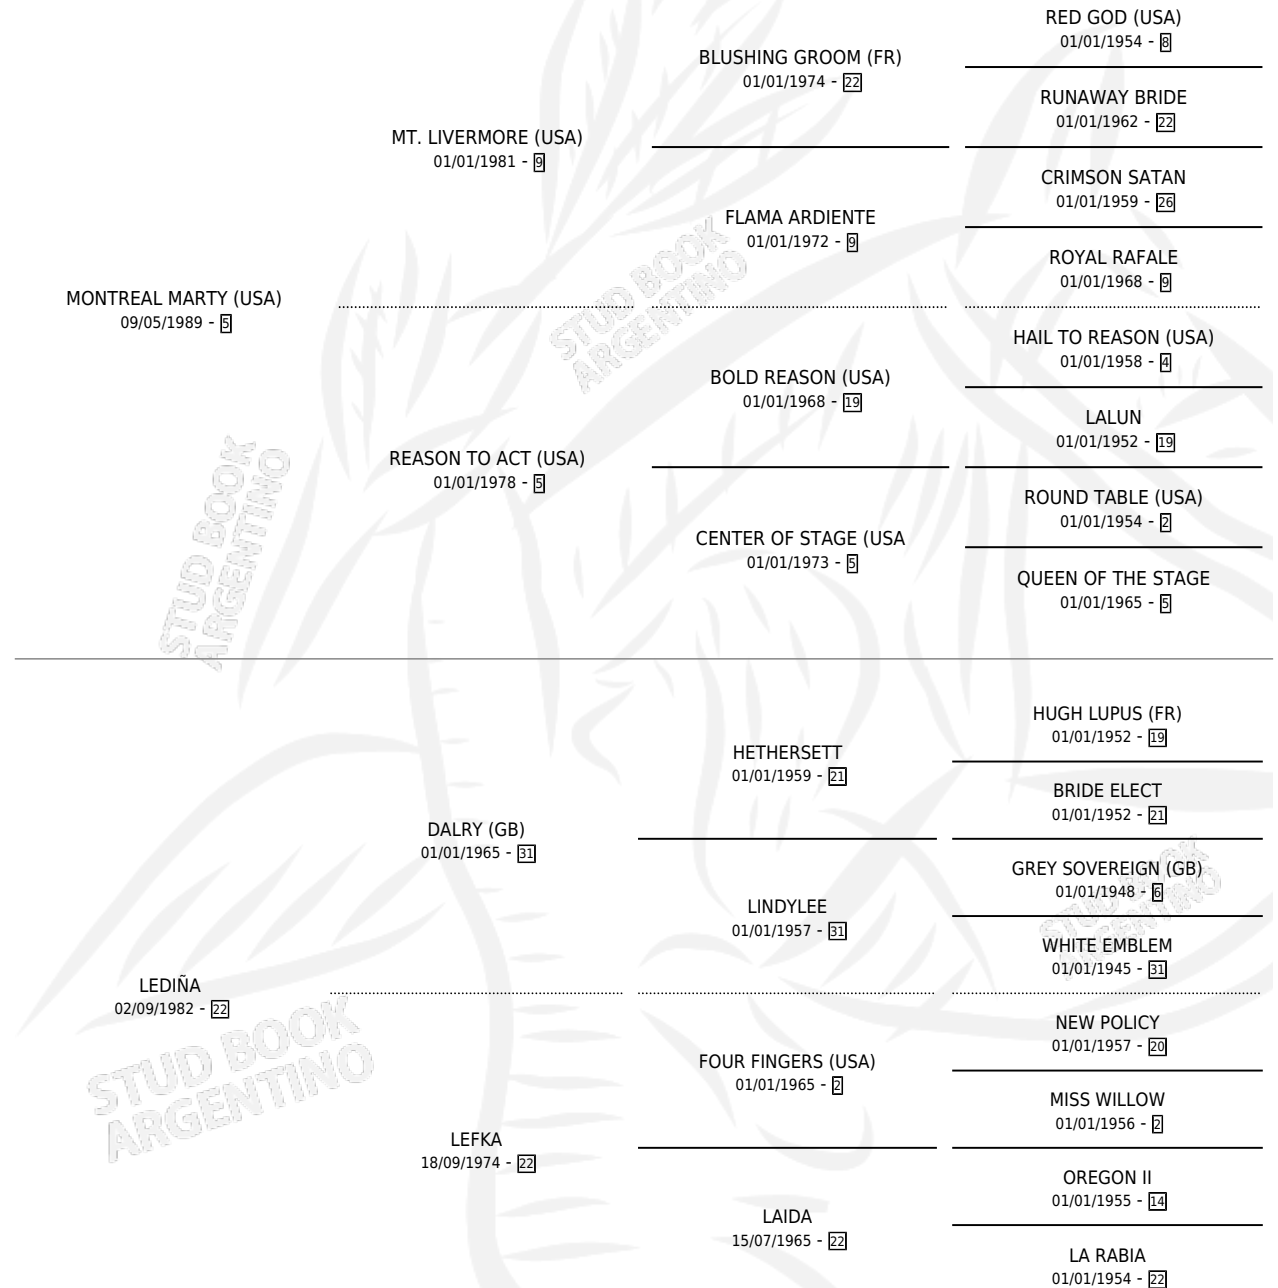 RED GOD (USA)
01/01/1954 - 8
BLUSHING GROOM (FR)
01/01/1974 - 22
RUNAWAY BRIDE
01/01/1962 - 22
MT. LIVERMORE (USA)
01/01/1981 - 9
CRIMSON SATAN
01/01/1959 - 26
FLAMA ARDIENTE
01/01/1972 - 9
ROYAL RAFALE
01/01/1968 - 9
MONTREAL MARTY (USA)
09/05/1989 - 5
STUD BOOK
ARGENTINO
HAIL TO REASON (USA)
01/01/1958 - 4
BOLD REASON (USA)
01/01/1968 - 19
LALUN
01/01/1952 - 19
REASON TO ACT (USA)
01/01/1978 - 5
ROUND TABLE (USA)
01/01/1954 - 2
CENTER OF STAGE (USA
01/01/1973 - 5
QUEEN OF THE STAGE
01/01/1965 - 5
STUD BOOK
ARGENTINO
HUGH LUPUS (FR)
01/01/1952 - 19
HETHERSETT
01/01/1959 - 21
BRIDE ELECT
01/01/1952 - 21
DALRY (GB)
01/01/1965 - 31
GREY SOVEREIGN (GB)
01/01/1948 - 6
LINDYLEE
01/01/1957 - 31
WHITE EMBLEM
01/01/1945 - 31
STUD BOOK
ARGENTINO
LEDIÑA
02/09/1982 - 22
NEW POLICY
01/01/1957 - 20
FOUR FINGERS (USA)
01/01/1965 - 2
MISS WILLOW
01/01/1956 - 2
STUD BOOK
ARGENTINO
LEFKA
18/09/1974 - 22
OREGON II
01/01/1955 - 14
LAIDA
15/07/1965 - 22
LA RABIA
01/01/1954 - 22